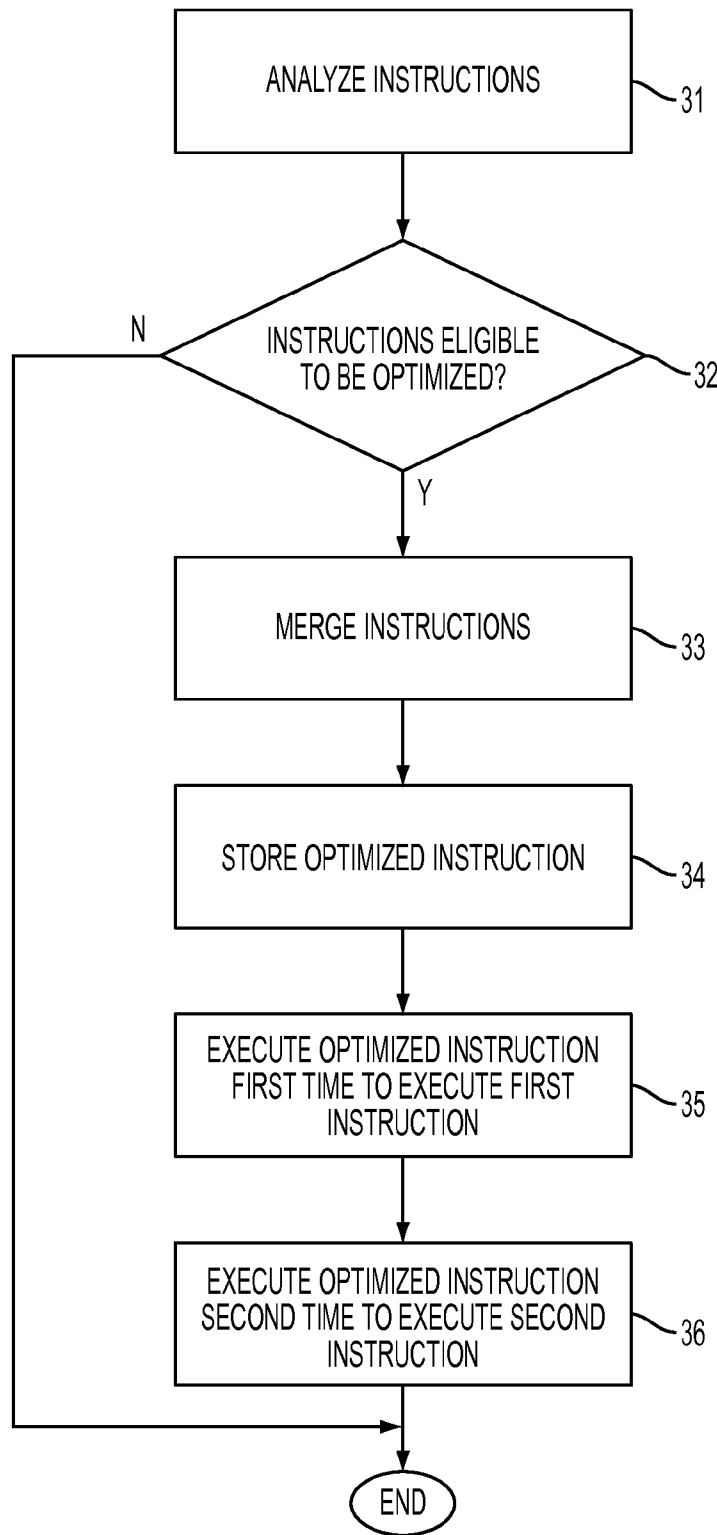 ANALYZE INSTRUCTIONS
31
N
INSTRUCTIONS ELIGIBLE
TO BE OPTIMIZED?
32
Y
MERGE INSTRUCTIONS
33
STORE OPTIMIZED INSTRUCTION
34
EXECUTE OPTIMIZED INSTRUCTION
FIRST TIME TO EXECUTE FIRST
INSTRUCTION
35
EXECUTE OPTIMIZED INSTRUCTION
SECOND TIME TO EXECUTE SECOND
INSTRUCTION
36
END